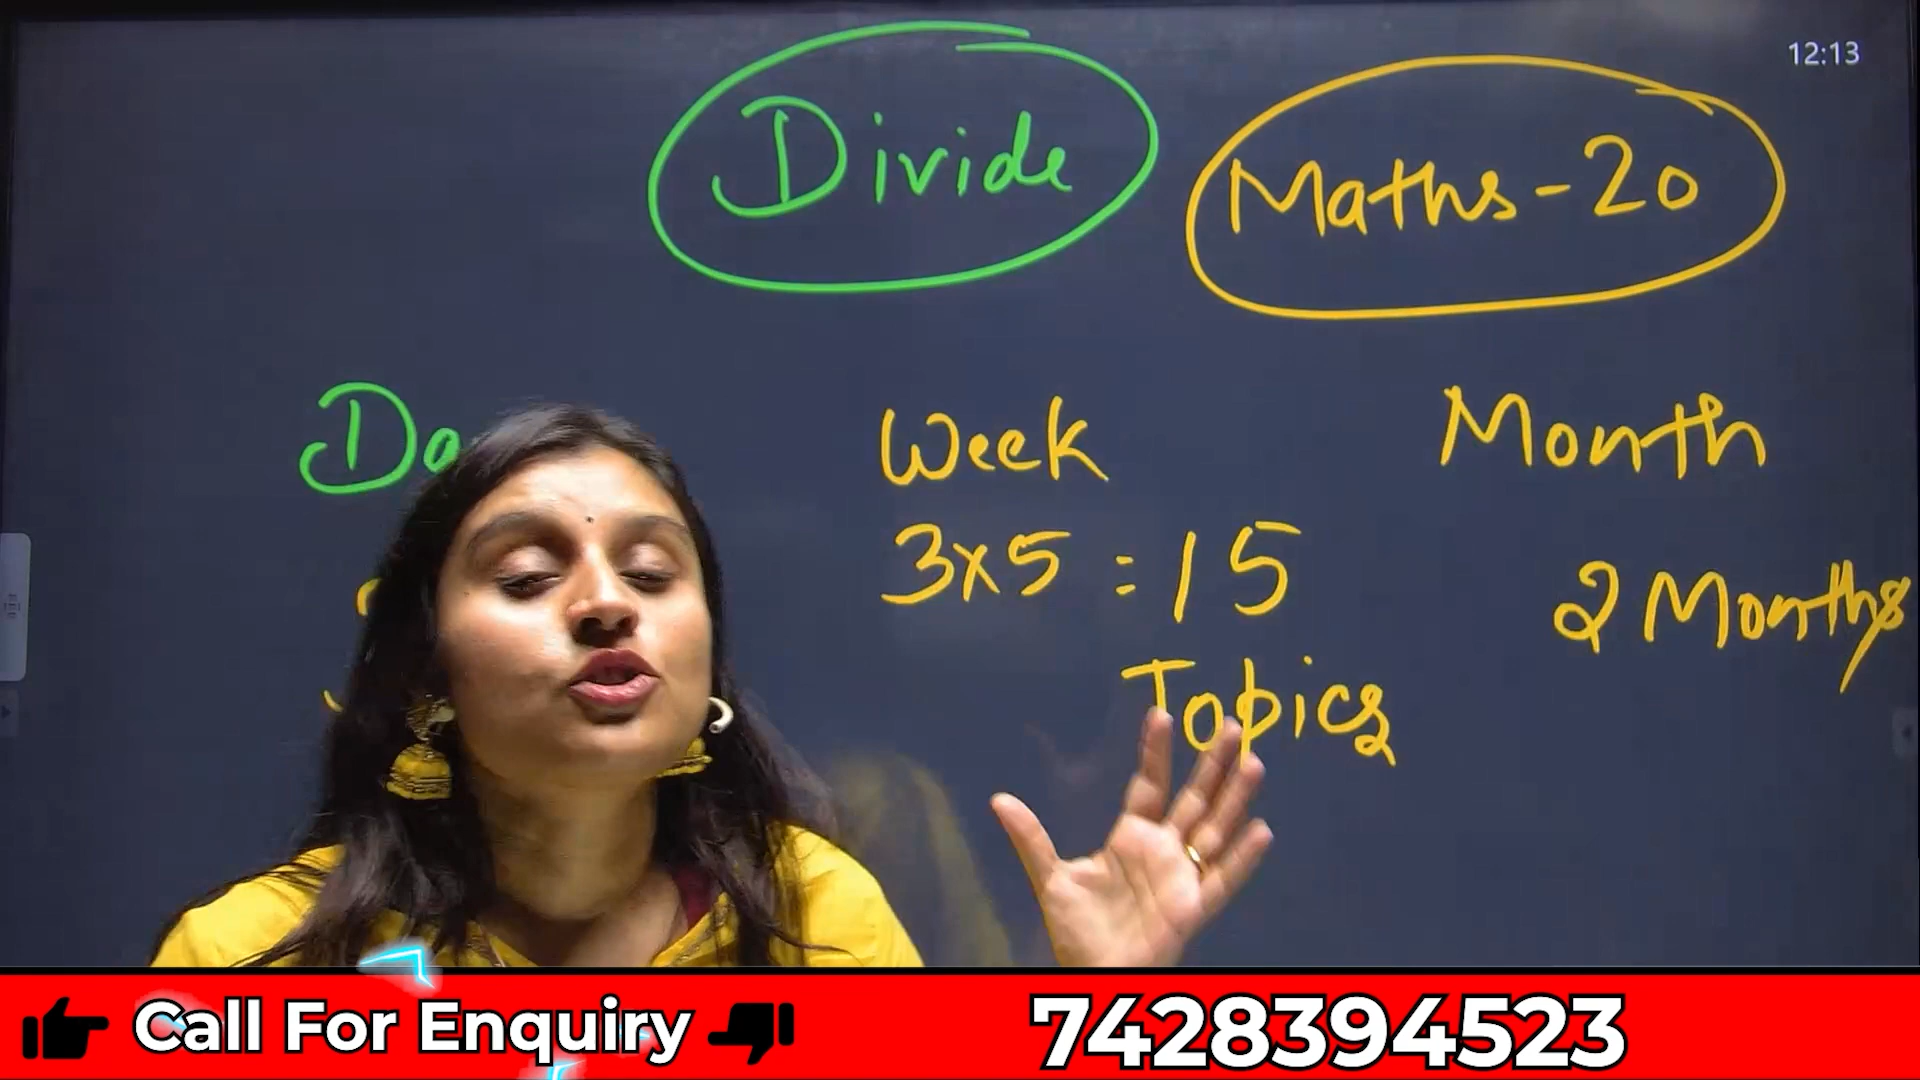 12:13
Divide
Maths-20
Week
Month
3x5 = 15
2 Months
Topics
Call For Enquiry
7428394523